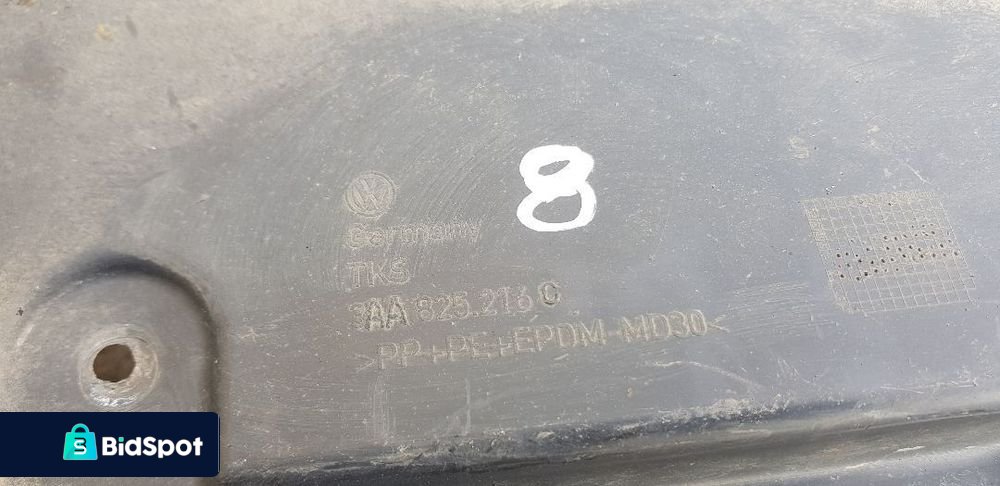 8
Germany
TKS
3AA 825.216 C
>PP+PE+EPDM-MD30<
S
BidSpot